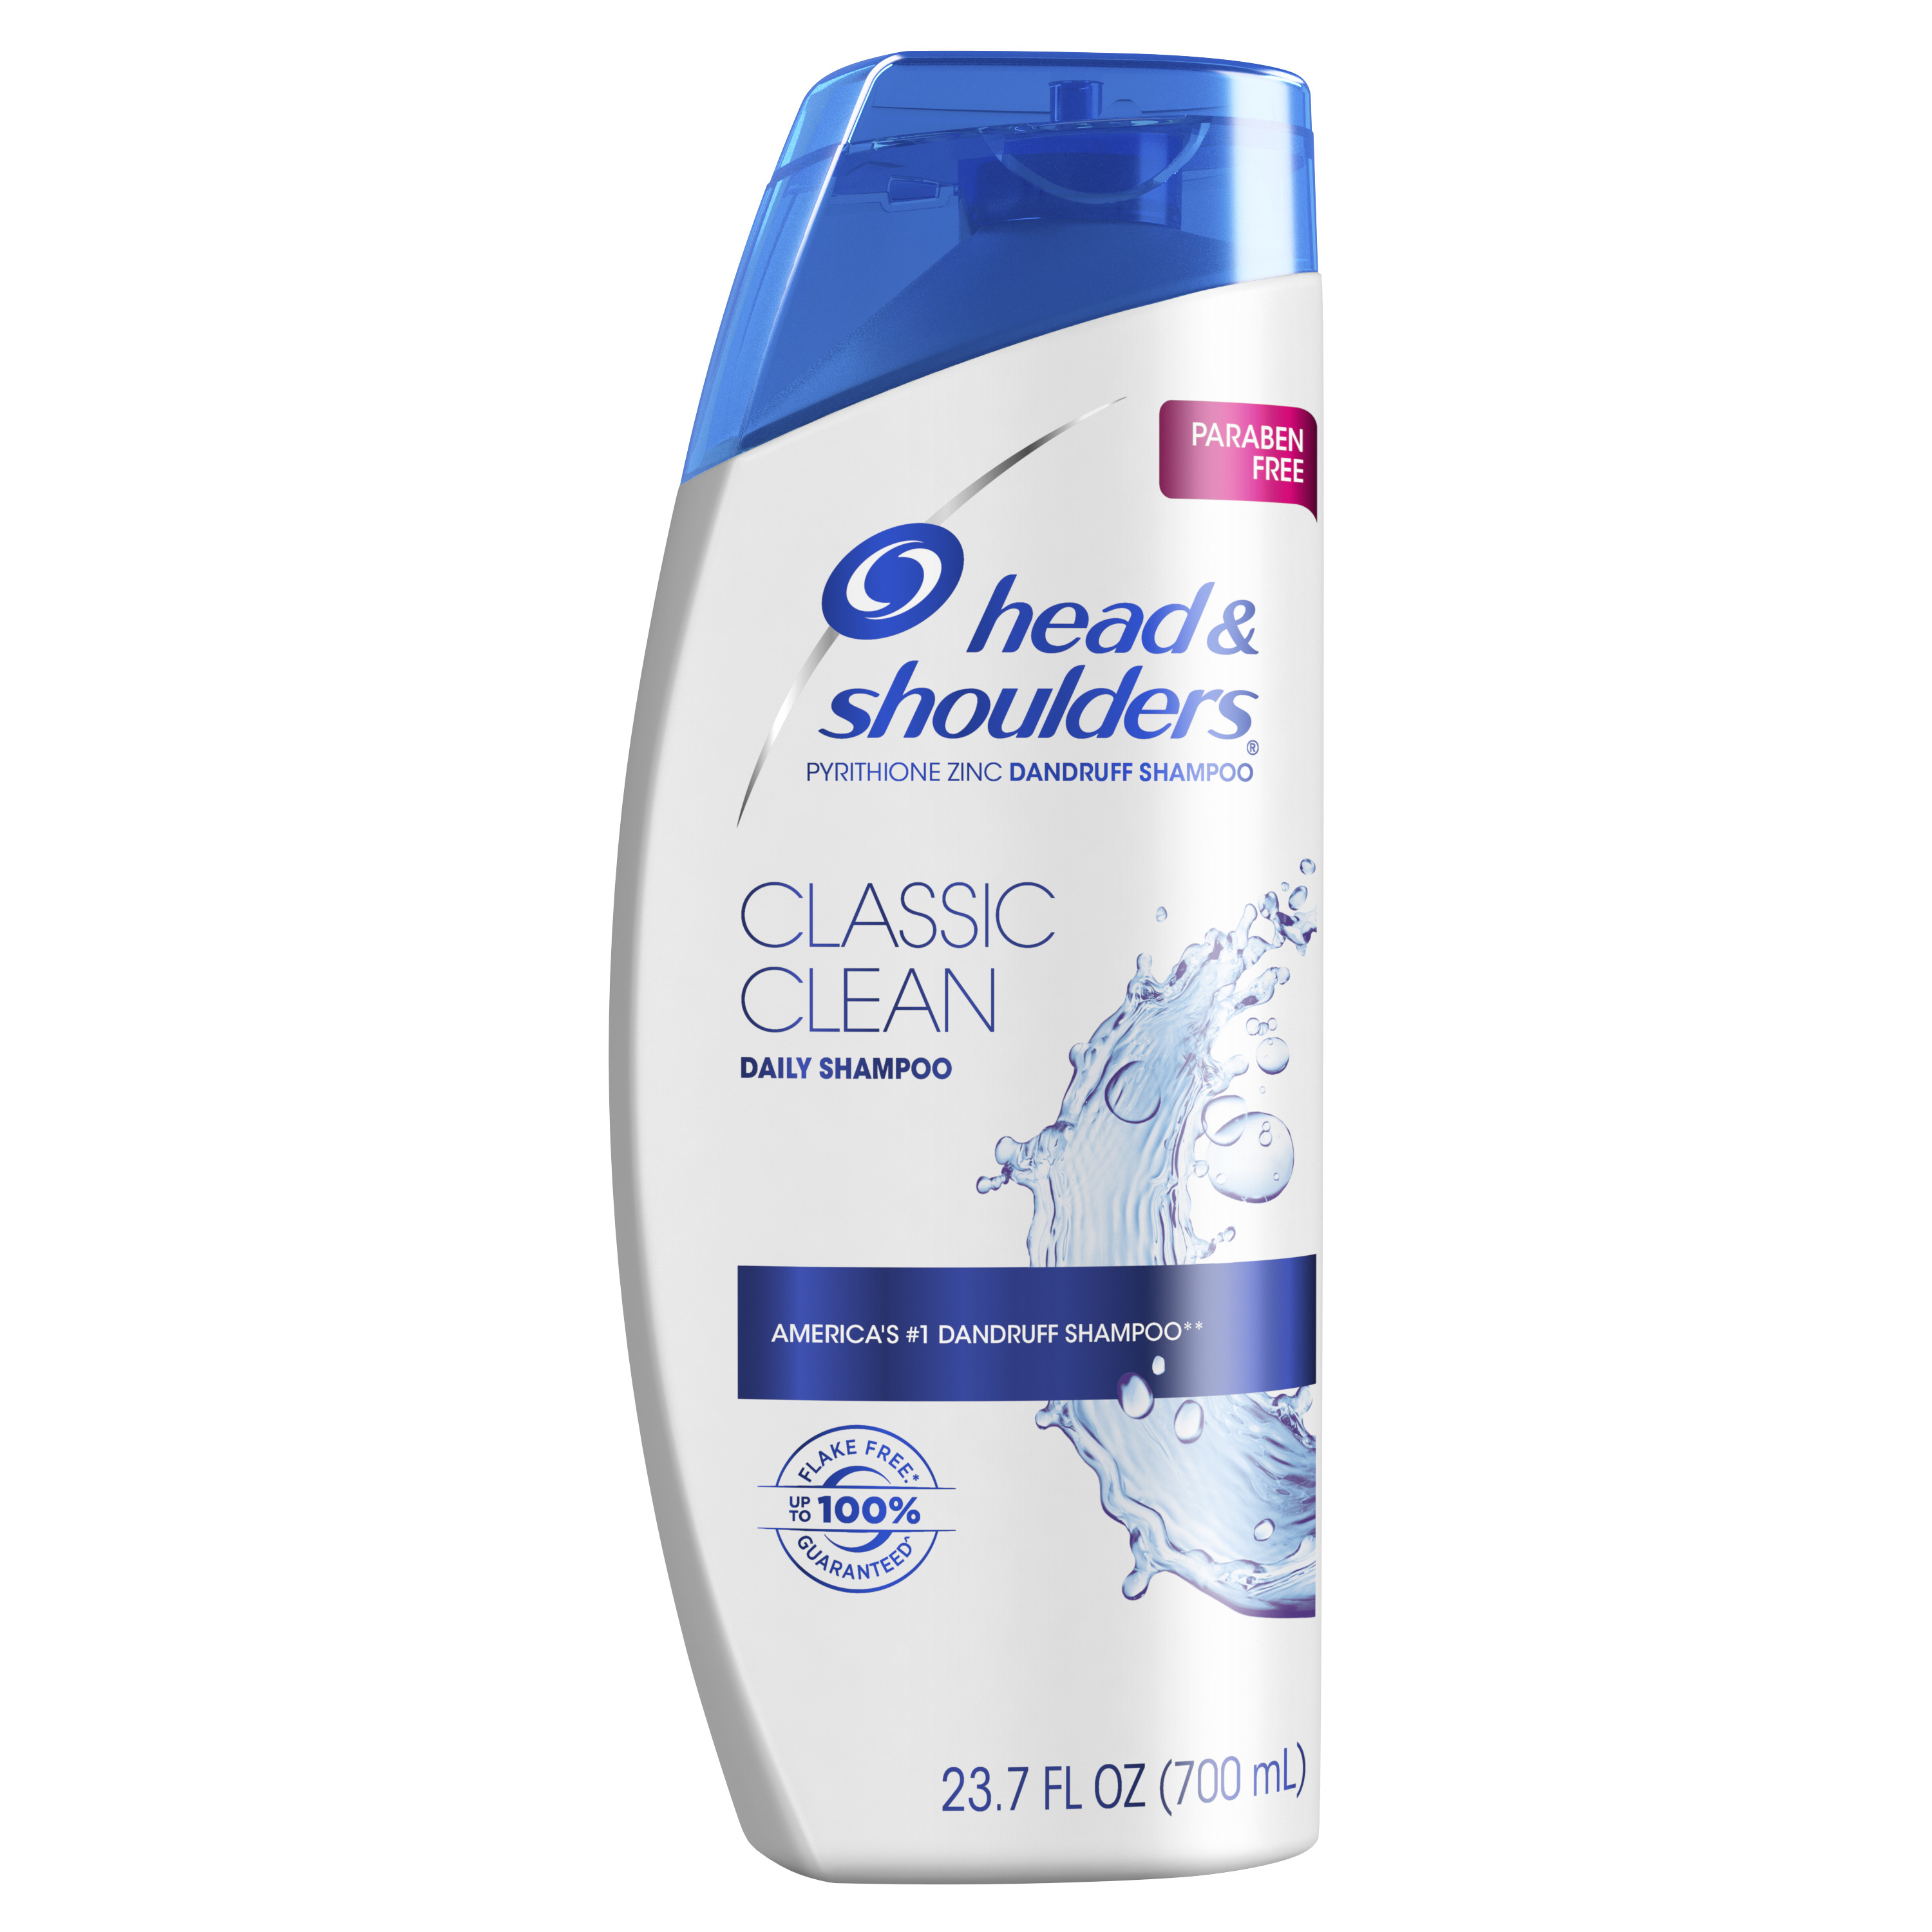 PARABEN
FREE
head &
shoulders®
PYRITHIONE ZINC DANDRUFF SHAMPOO
CLASSIC
CLEAN
DAILY SHAMPOO
AMERICA'S #1 DANDRUFF SHAMPOO**
FLAKE FREE.*
UP
TO 100%
GUARANTEED^
23.7 FL OZ (700 mL)